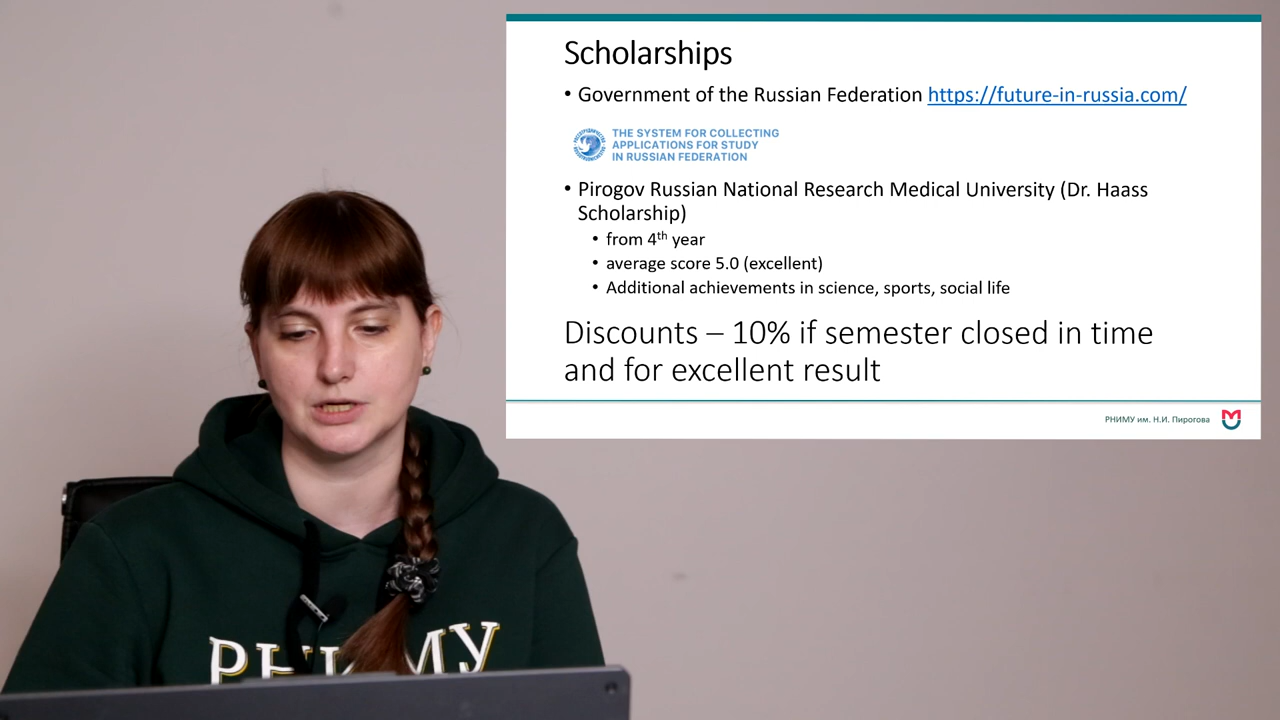 Scholarships
• Government of the Russian Federation https://future-in-russia.com/
THE SYSTEM FOR COLLECTING
APPLICATIONS FOR STUDY
IN RUSSIAN FEDERATION
• Pirogov Russian National Research Medical University (Dr. Haass
Scholarship)
• from 4th year
• average score 5.0 (excellent)
• Additional achievements in science, sports, social life
Discounts – 10% if semester closed in time
and for excellent result
РНИМУ им. Н.И. Пирогова
РНИМУ